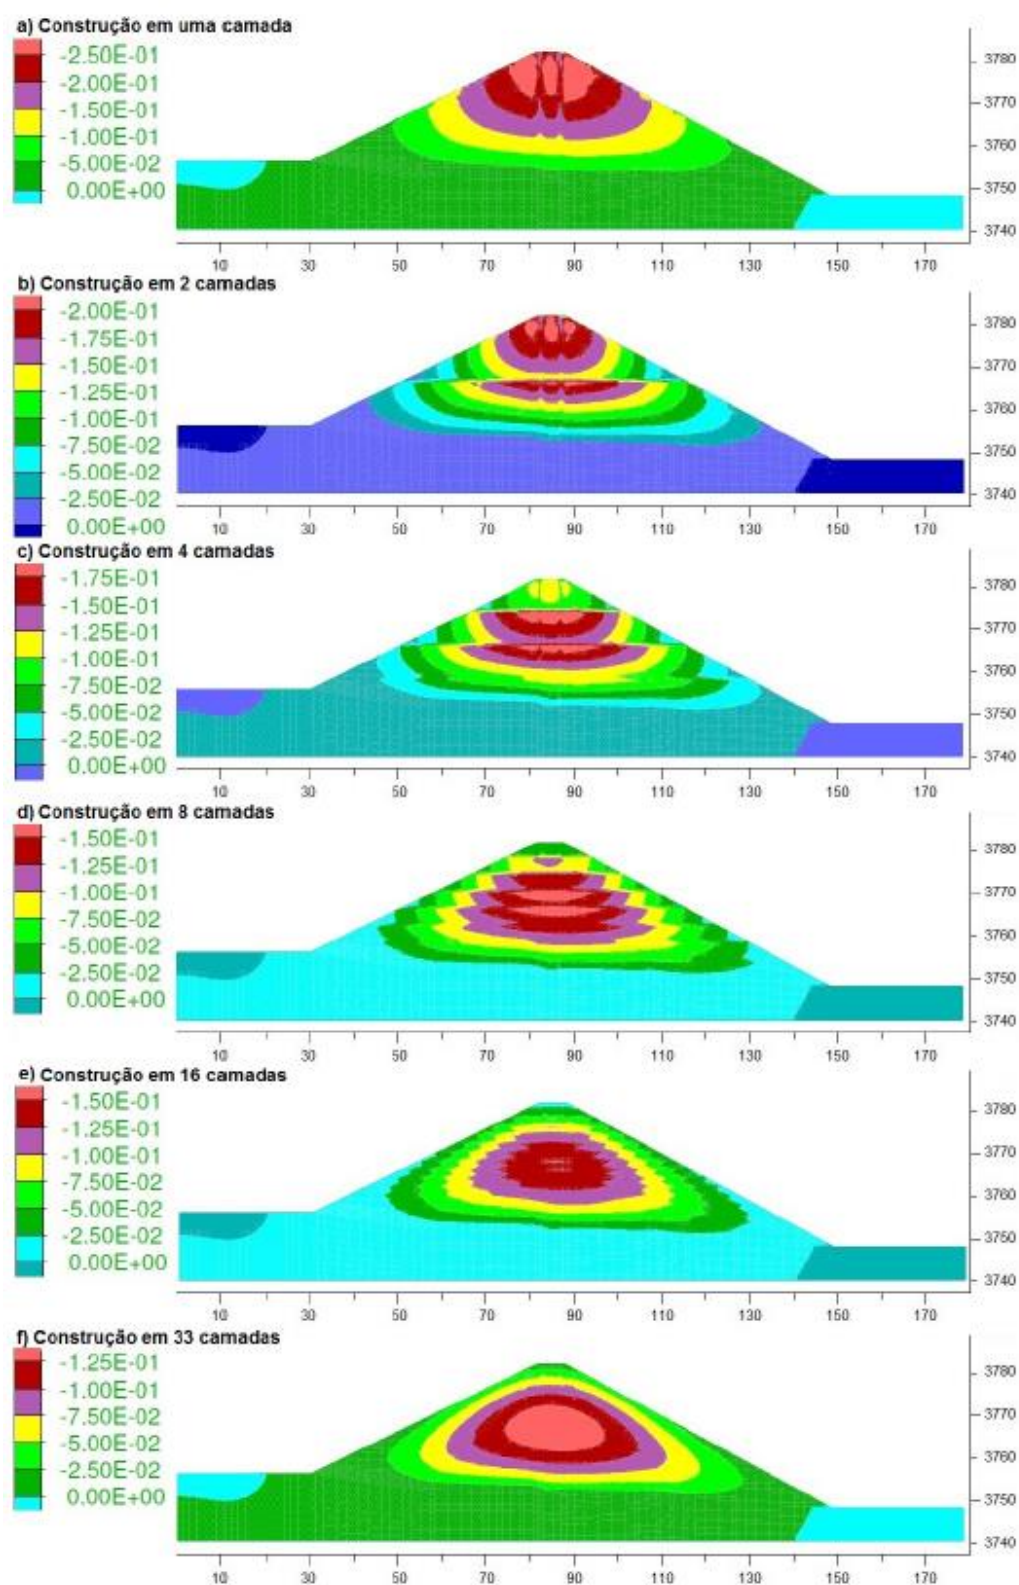 a) Construção em uma camada
-2.50E-01
-2.00E-01
-1.50E-01
-1.00E-01
-5.00E-02
0.00E+00
3780
3770
3760
3750
3740
10 30 50 70 90 110 130 150 170
b) Construção em 2 camadas
-2.00E-01
-1.75E-01
-1.50E-01
-1.25E-01
-1.00E-01
-7.50E-02
-5.00E-02
-2.50E-02
0.00E+00
3780
3770
3760
3750
3740
10 30 50 70 90 110 130 150 170
c) Construção em 4 camadas
-1.75E-01
-1.50E-01
-1.25E-01
-1.00E-01
-7.50E-02
-5.00E-02
-2.50E-02
0.00E+00
3780
3770
3760
3750
3740
10 30 50 70 90 110 130 150 170
d) Construção em 8 camadas
-1.50E-01
-1.25E-01
-1.00E-01
-7.50E-02
-5.00E-02
-2.50E-02
0.00E+00
3780
3770
3760
3750
3740
10 30 50 70 90 110 130 150 170
e) Construção em 16 camadas
-1.50E-01
-1.25E-01
-1.00E-01
-7.50E-02
-5.00E-02
-2.50E-02
0.00E+00
3780
3770
3760
3750
3740
10 30 50 70 90 110 130 150 170
f) Construção em 33 camadas
-1.25E-01
-1.00E-01
-7.50E-02
-5.00E-02
-2.50E-02
0.00E+00
3780
3770
3760
3750
3740
10 30 50 70 90 110 130 150 170